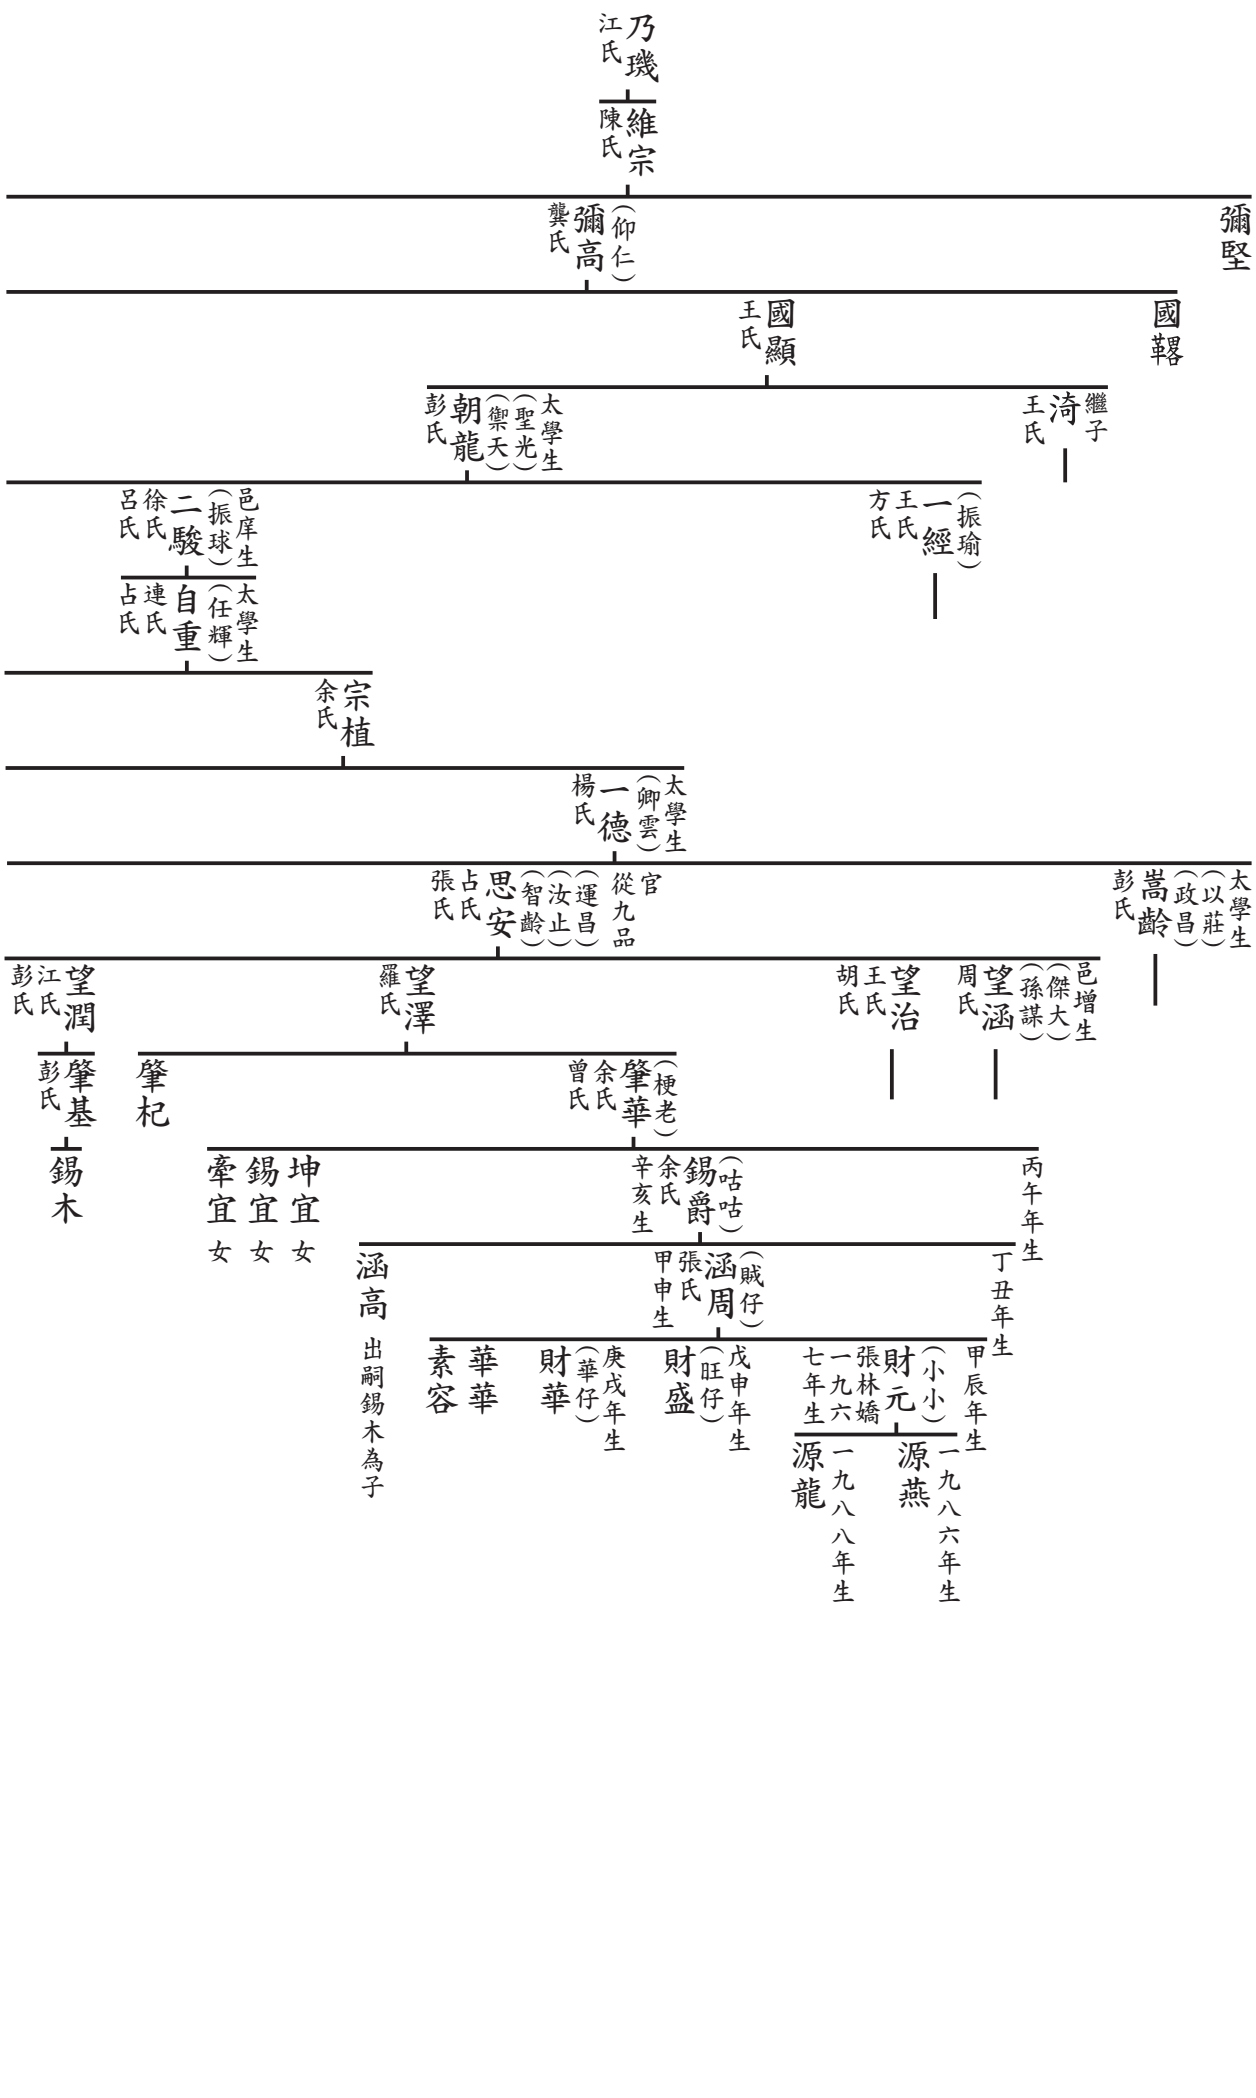 乃璣
江氏
維宗
陳氏
彌堅
(仰仁)
彌高
龔氏
國鞰
國顯
王氏
繼子
渏
王氏
太學生
(聖光)
(禦天)
朝龍
彭氏
(振瑜)
一經
王氏
方氏
邑庠生
(振球)
二駿
徐氏
呂氏
太學生
(任輝)
自重
連氏
占氏
宗植
余氏
太學生
(卿雲)
一德
楊氏
太學生
(以莊)
(政昌)
嵩齡
彭氏
官
從九品
(運昌)
(汝止)
(智齡)
思安
占氏
張氏
邑增生
(傑大)
(孫謀)
望涵
周氏
望治
王氏
胡氏
望澤
羅氏
望潤
江氏
彭氏
(梗老)
肇華
余氏
曾氏
肇杞
肇基
彭氏
丙午年生
(咕咕)
錫爵
余氏
辛亥生
坤宜 女
錫宜 女
牽宜 女
錫木
丁丑年生
(賊仔)
涵周
張氏
甲申生
涵高 出嗣錫木為子
甲辰年生
(小小)
財元
張林嬌
一九六
七年生
戊申年生
(旺仔)
財盛
庚戌年生
(華仔)
財華
華華
素容
一九八六年生
源燕
一九八八年生
源龍